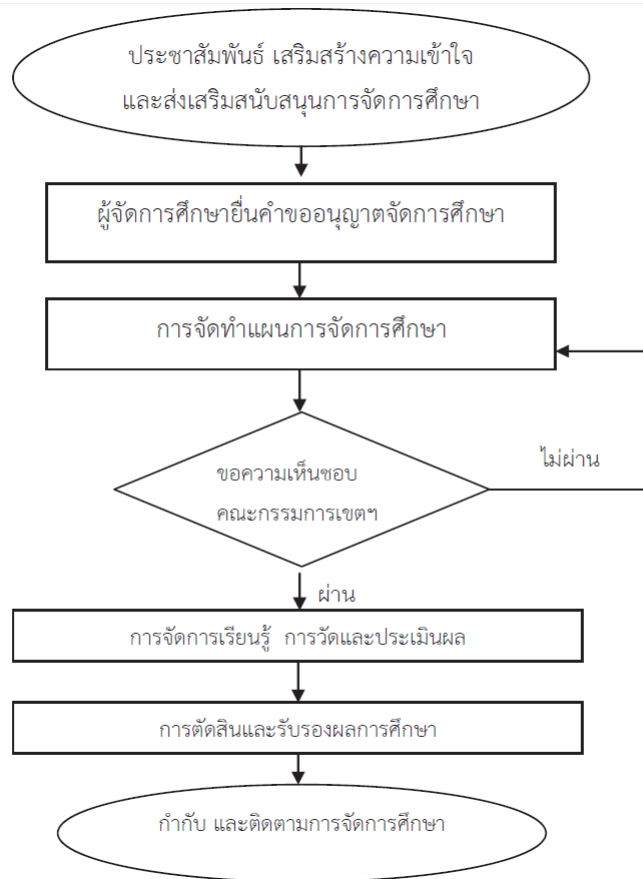 ประชาสัมพันธ์ เสริมสร้างความเข้าใจ
และส่งเสริมสนับสนุนการจัดการศึกษา
ผู้จัดการศึกษายื่นคำขออนุญาตจัดการศึกษา
การจัดทำแผนการจัดการศึกษา
ขอความเห็นชอบ
คณะกรรมการเขตฯ
ไม่ผ่าน
ผ่าน
การจัดการเรียนรู้ การวัดและประเมินผล
การตัดสินและรับรองผลการศึกษา
กำกับ และติดตามการจัดการศึกษา